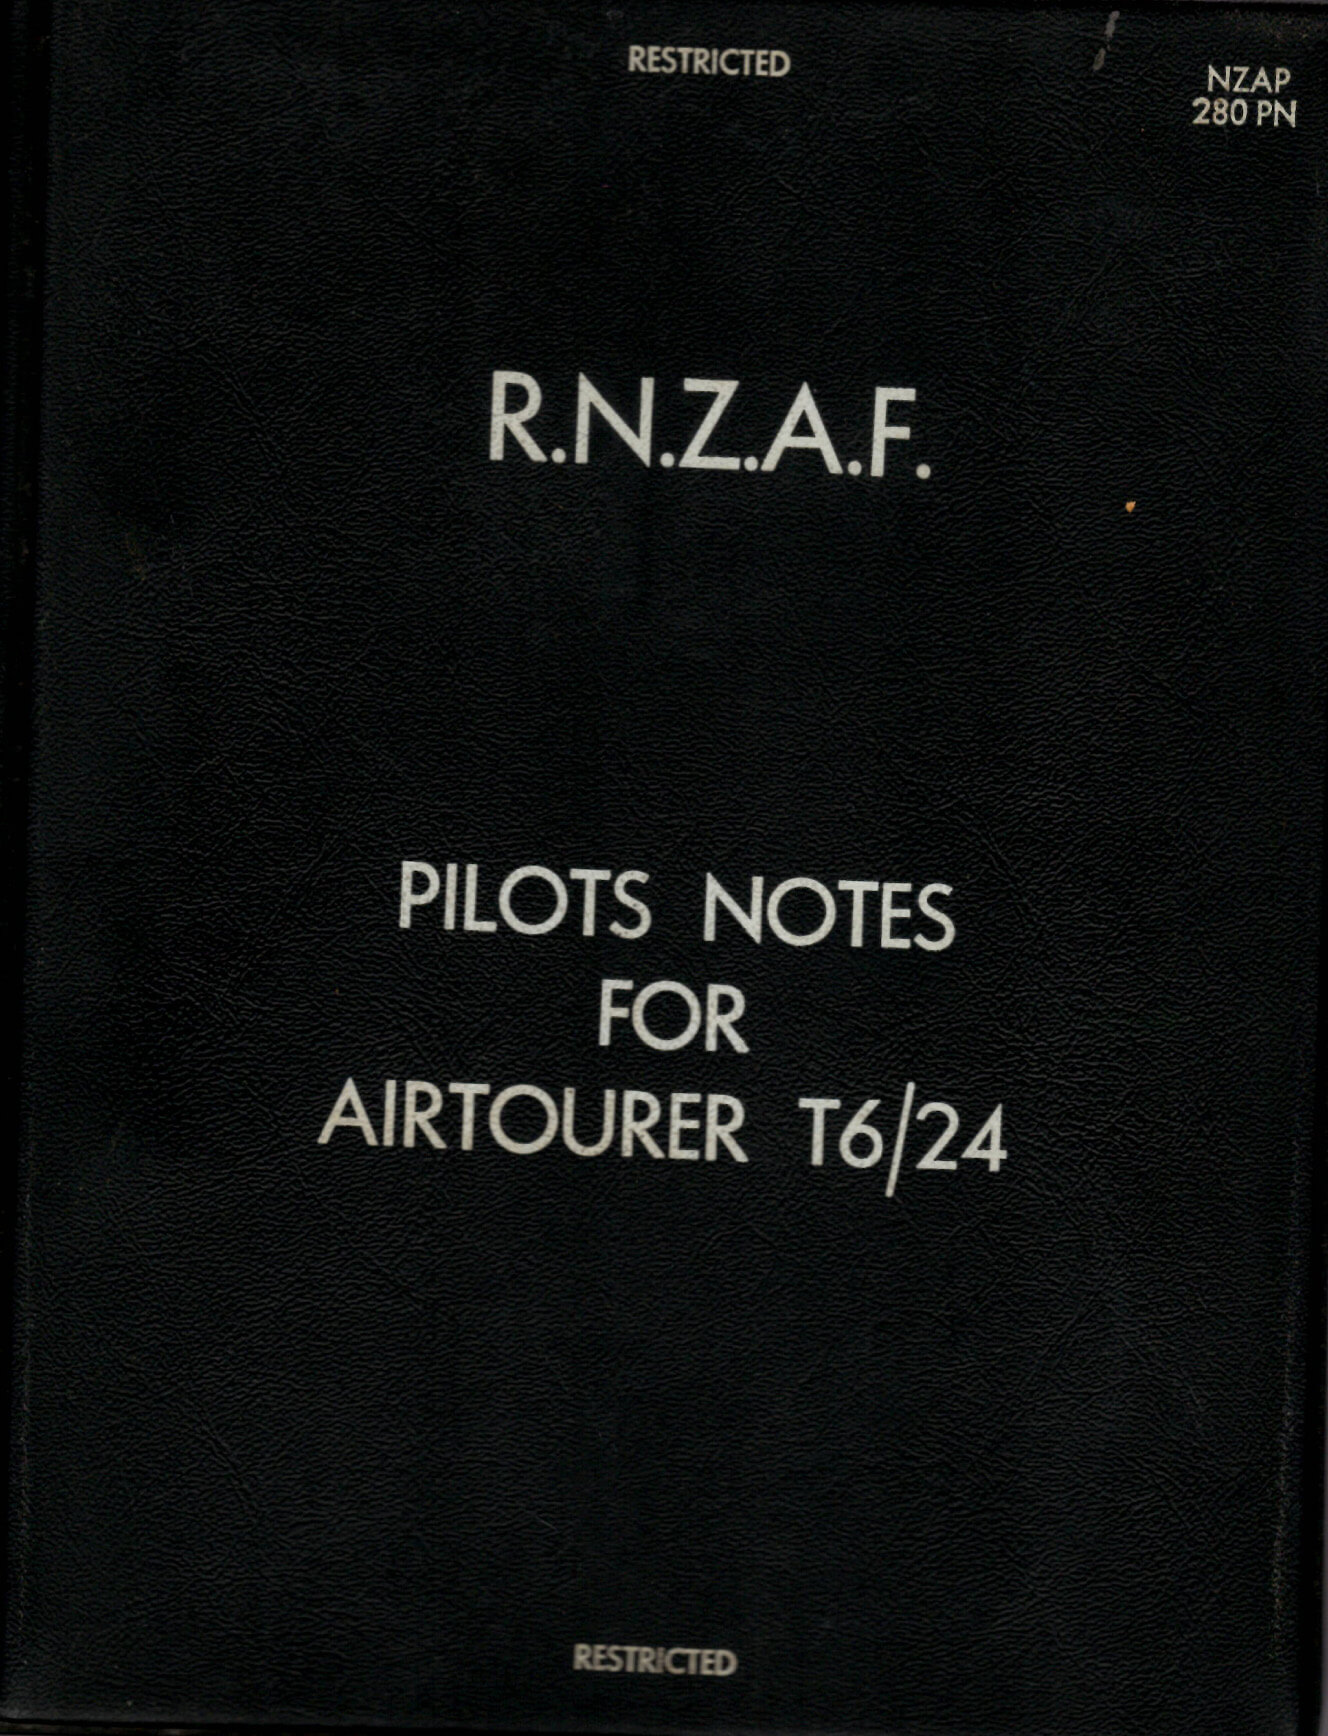 RESTRICTED
NZAP
280 PN
R.N.Z.A.F.
PILOTS NOTES
FOR
AIRTOURER T6/24
RESTRICTED